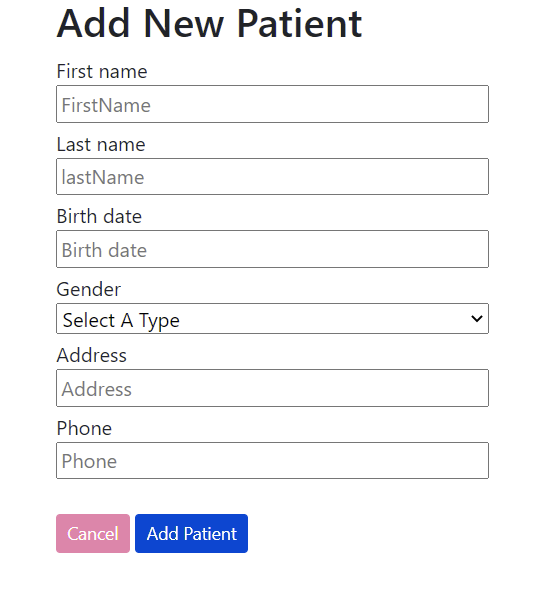 Add New Patient
First name
FirstName
Last name
lastName
Birth date
Birth date
Gender
Select A Type
Address
Address
Phone
Phone
Cancel Add Patient